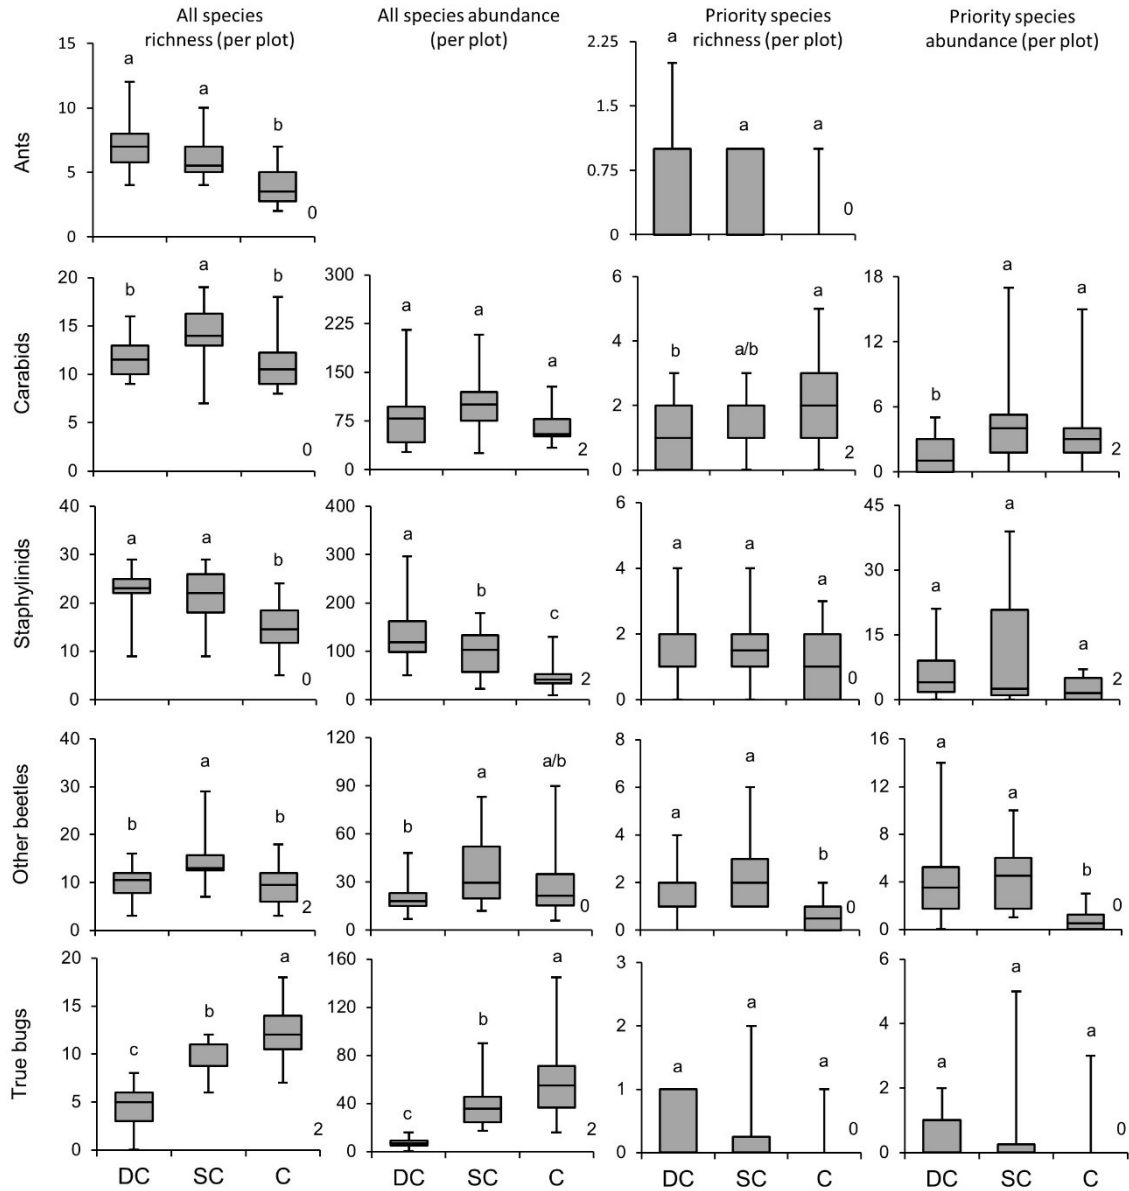 All species
richness (per plot)
All species abundance
(per plot)
Priority species
richness (per plot)
Priority species
abundance (per plot)
Ants
15
10
5
0
a
a
b
0
2.25
1.5
0.75
0
a
a
a
0
Carabids
20
15
10
5
0
b
a
b
0
300
225
150
75
0
a
a
a
2
6
4
2
0
b
a/b
a
2
18
12
6
0
b
a
a
2
Staphylinids
40
30
20
10
0
a
a
b
0
400
300
200
100
0
a
b
c
2
6
4
2
0
a
a
a
0
45
30
15
0
a
a
a
2
Other beetles
40
30
20
10
0
b
a
b
2
120
90
60
30
0
b
a
a/b
0
8
6
4
2
0
a
a
b
0
16
12
8
4
0
a
a
b
0
True bugs
20
15
10
5
0
c
b
a
2
160
120
80
40
0
c
b
a
2
3
2
1
0
a
a
a
0
6
4
2
0
a
a
a
0
DC SC C
DC SC C
DC SC C
DC SC C